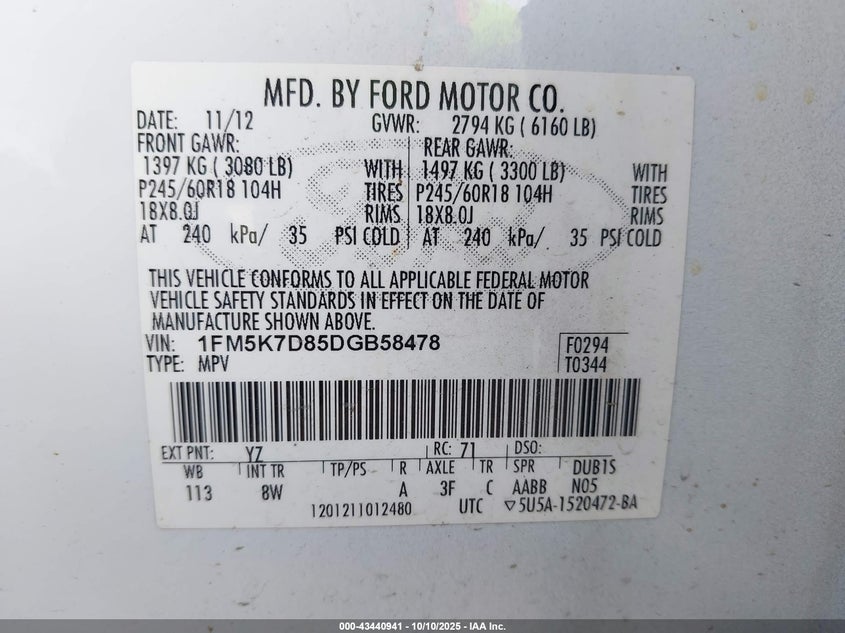 MFD. BY FORD MOTOR CO.
DATE: 11/12 GVWR: 2794 KG ( 6160 LB)
FRONT GAWR: REAR GAWR:
1397 KG ( 3080 LB) WITH 1497 KG ( 3300 LB) WITH
P245/60R18 104H TIRES P245/60R18 104H TIRES
18X8.0J RIMS 18X8.0J RIMS
AT 240 kPa/ 35 PSI COLD AT 240 kPa/ 35 PSI COLD
THIS VEHICLE CONFORMS TO ALL APPLICABLE FEDERAL MOTOR
VEHICLE SAFETY STANDARDS IN EFFECT ON THE DATE OF
MANUFACTURE SHOWN ABOVE.
VIN: 1FM5K7D85DGB58478 F0294
TYPE: MPV T0344
EXT PNT: YZ RC: 71 DSO:
WB INT TR TP/PS R AXLE TR SPR DUB1S
113 8W A 3F C AABB N05
1201211012480 UTC ▽5U5A-1520472-BA
000-43440941 - 10/10/2025 - IAA Inc.